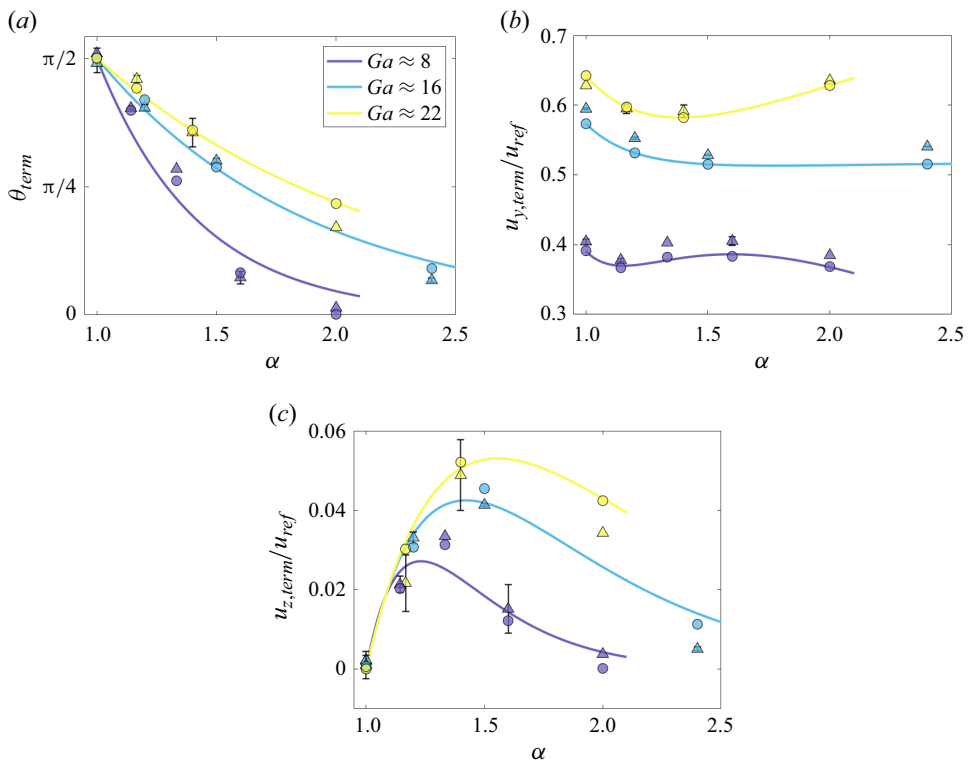 (a)
π/2
π/4
0
θterm
1.0 1.5 2.0 2.5
α
Ga ≈ 8
Ga ≈ 16
Ga ≈ 22
(b)
0.7
0.6
0.5
0.4
0.3
uy,term/uref
1.0 1.5 2.0 2.5
α
(c)
0.06
0.04
0.02
0
uz,term/uref
1.0 1.5 2.0 2.5
α